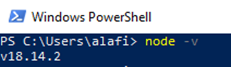 Windows PowerShell
PS C:\Users\alafi> node -v
v18.14.2